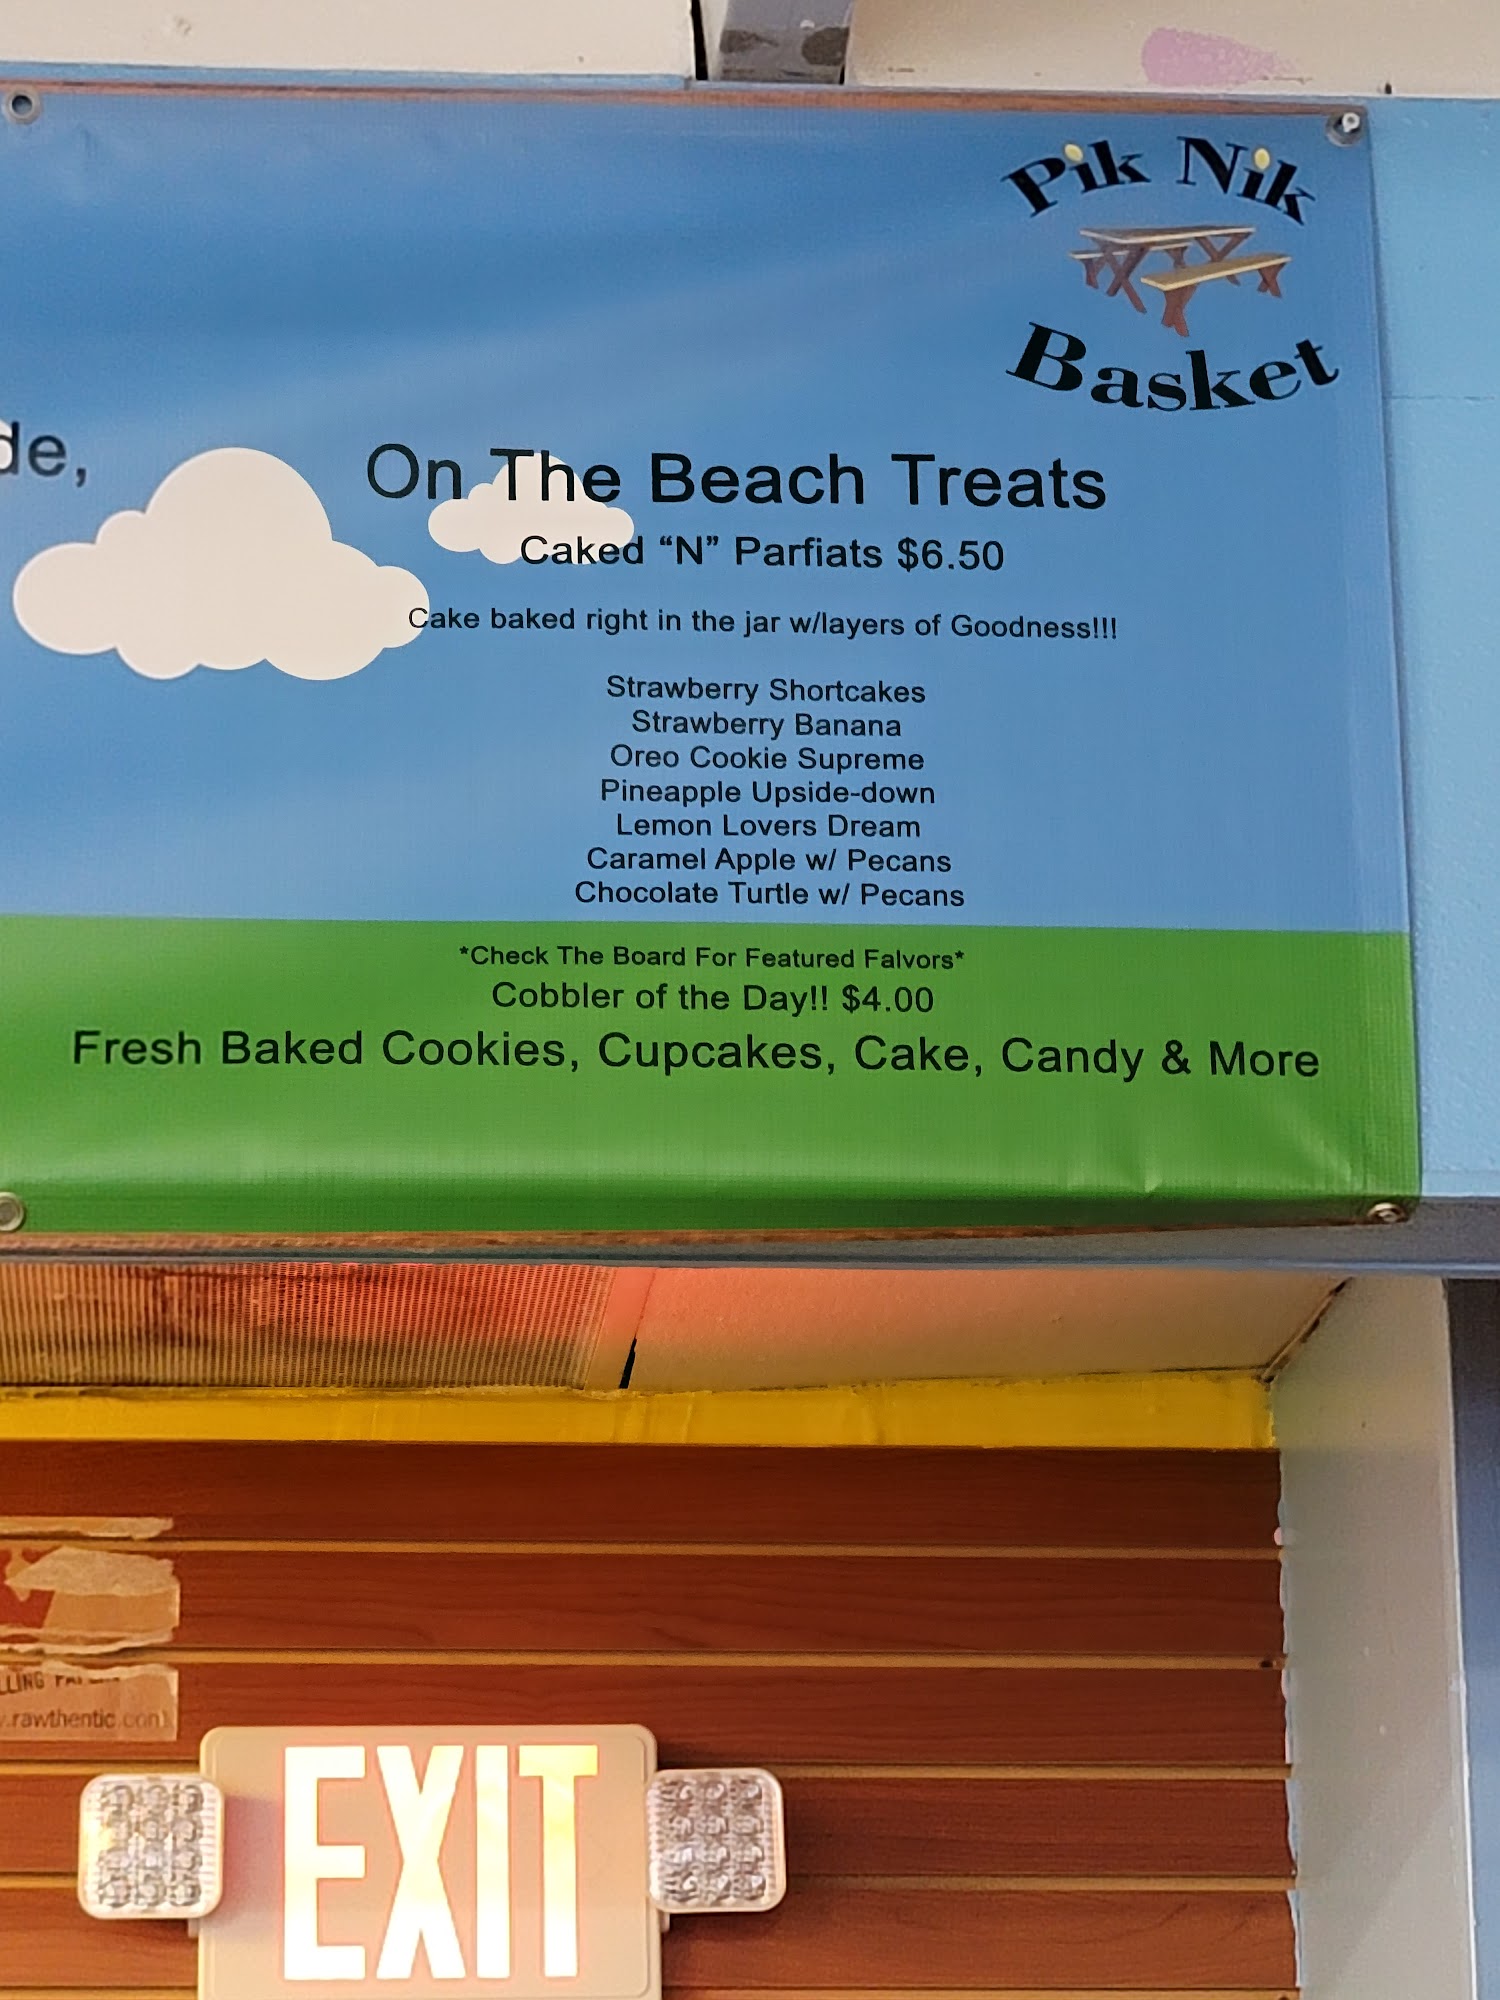 Pik Nik
Basket
de,
On The Beach Treats
Caked “N” Parfiats $6.50
Cake baked right in the jar w/layers of Goodness!!!
Strawberry Shortcakes
Strawberry Banana
Oreo Cookie Supreme
Pineapple Upside-down
Lemon Lovers Dream
Caramel Apple w/ Pecans
Chocolate Turtle w/ Pecans
*Check The Board For Featured Falvors*
Cobbler of the Day!! $4.00
Fresh Baked Cookies, Cupcakes, Cake, Candy & More
LLING
.rawthentic.com
EXIT